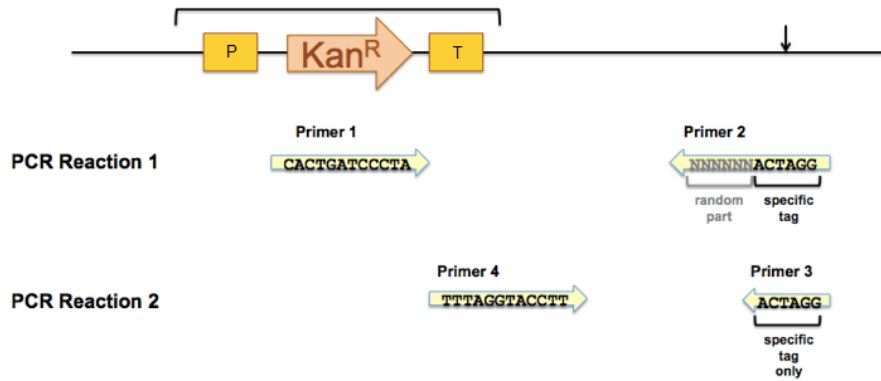 P
Kan^R
T
Primer 1
Primer 2
PCR Reaction 1
CACTGATCCCTA
NNNNNNACTAGG
random
part
specific
tag
Primer 4
Primer 3
PCR Reaction 2
TTTAGGTACCTT
ACTAGG
specific
tag
only